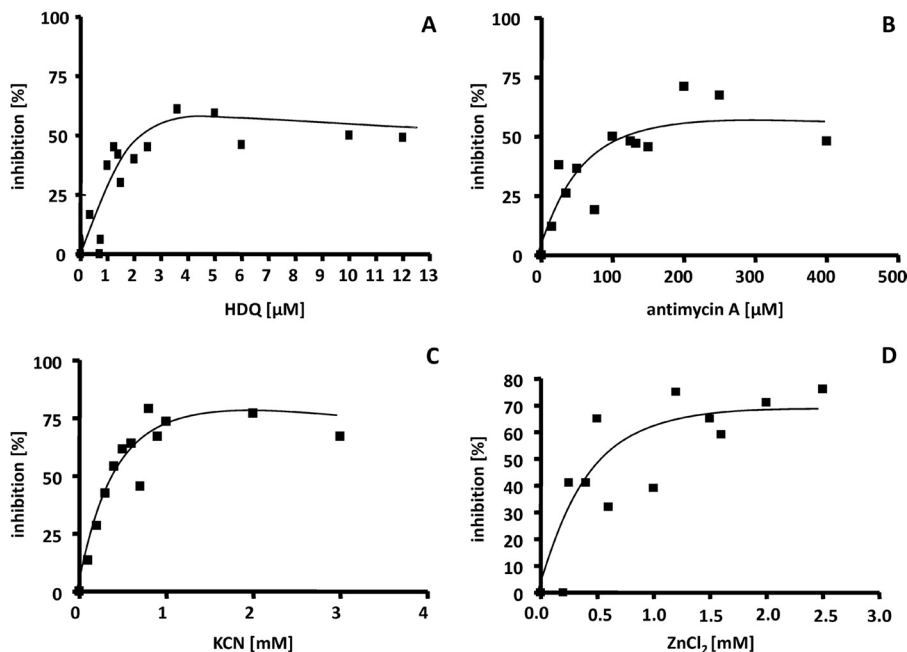 A
100
75
50
25
0
inhibition [%]
0 1 2 3 4 5 6 7 8 9 10 11 12 13
HDQ [µM]
B
100
75
50
25
0
inhibition [%]
0 100 200 300 400 500
antimycin A [µM]
C
100
75
50
25
0
inhibition [%]
0 1 2 3 4
KCN [mM]
D
80
70
60
50
40
30
20
10
0
inhibition [%]
0.0 0.5 1.0 1.5 2.0 2.5 3.0
ZnCl₂ [mM]